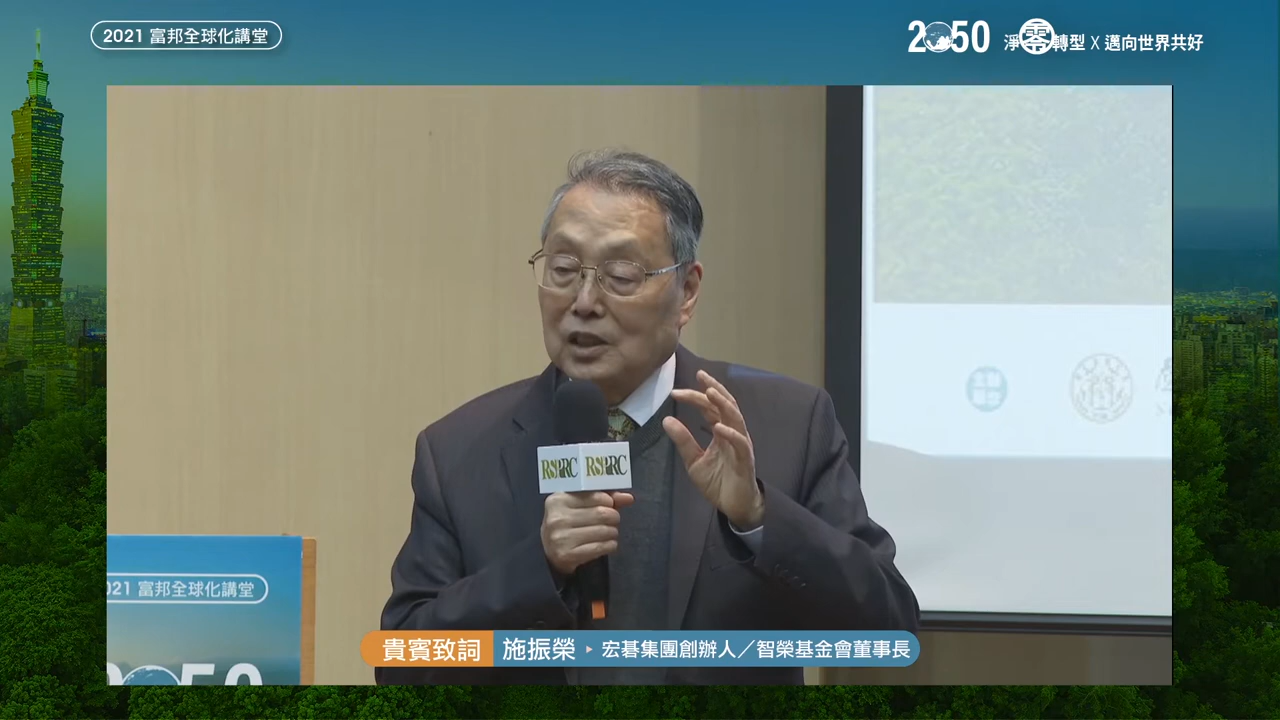 2021 富邦全球化講堂
2050 淨零轉型 X 邁向世界共好
RSPRC RSPRC
021 富邦全球化講堂
2050
貴賓致詞 施振榮 ▸ 宏碁集團創辦人／智榮基金會董事長